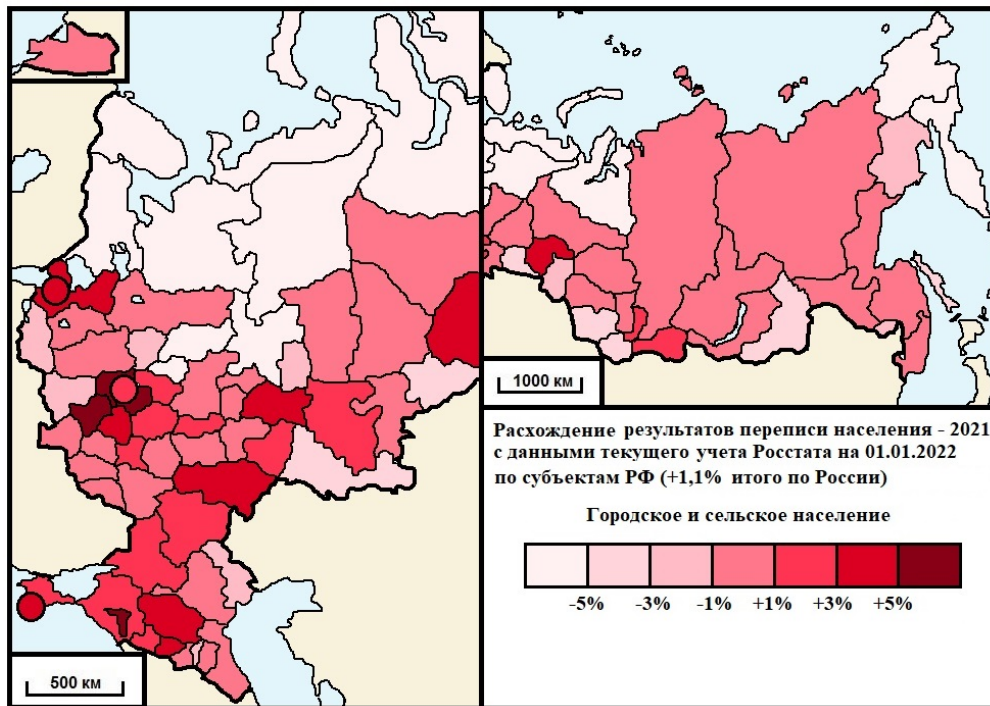 1000 км
Расхождение результатов переписи населения - 2021
с данными текущего учета Росстата на 01.01.2022
по субъектам РФ (+1,1% итого по России)
Городское и сельское население
-5% -3% -1% +1% +3% +5%
500 км